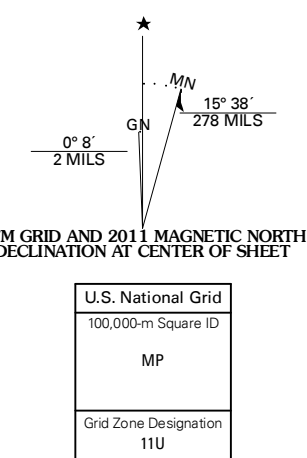 MN
GN
15° 38´
278 MILS
0° 8´
2 MILS
M GRID AND 2011 MAGNETIC NORTH
DECLINATION AT CENTER OF SHEET
U.S. National Grid
100,000-m Square ID
MP
Grid Zone Designation
11U